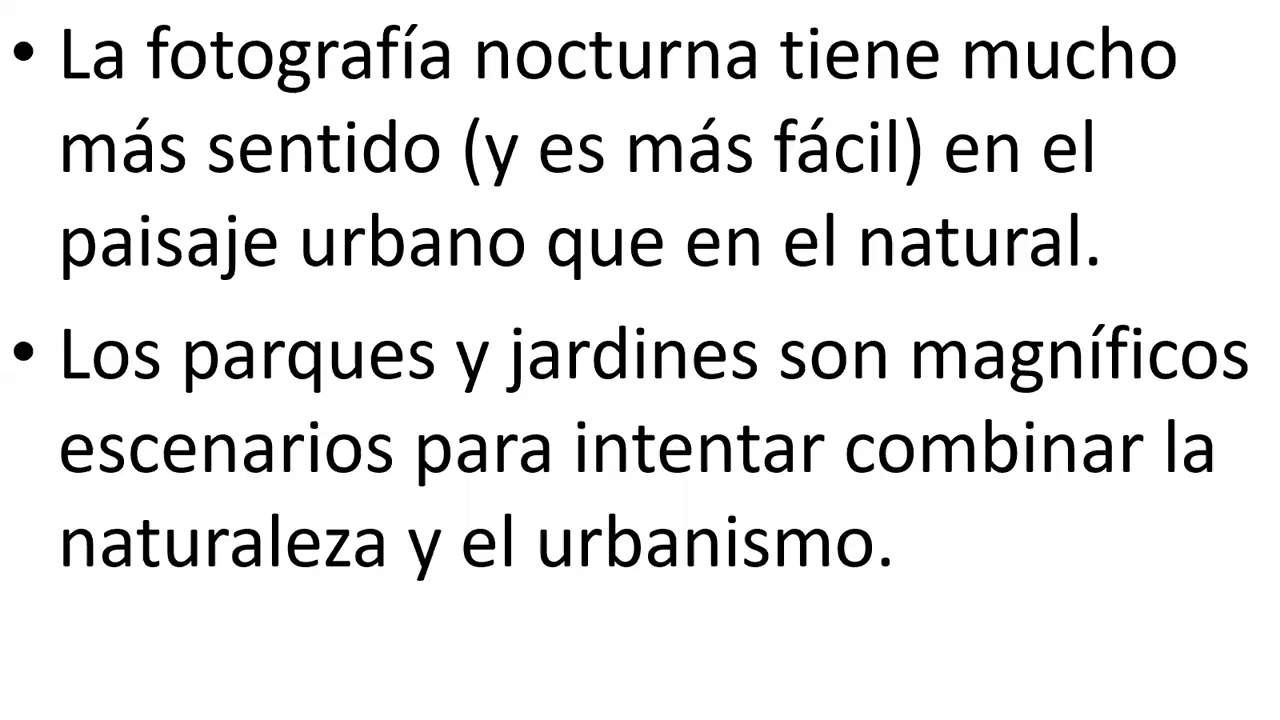 • La fotografía nocturna tiene mucho
más sentido (y es más fácil) en el
paisaje urbano que en el natural.
• Los parques y jardines son magníficos
escenarios para intentar combinar la
naturaleza y el urbanismo.